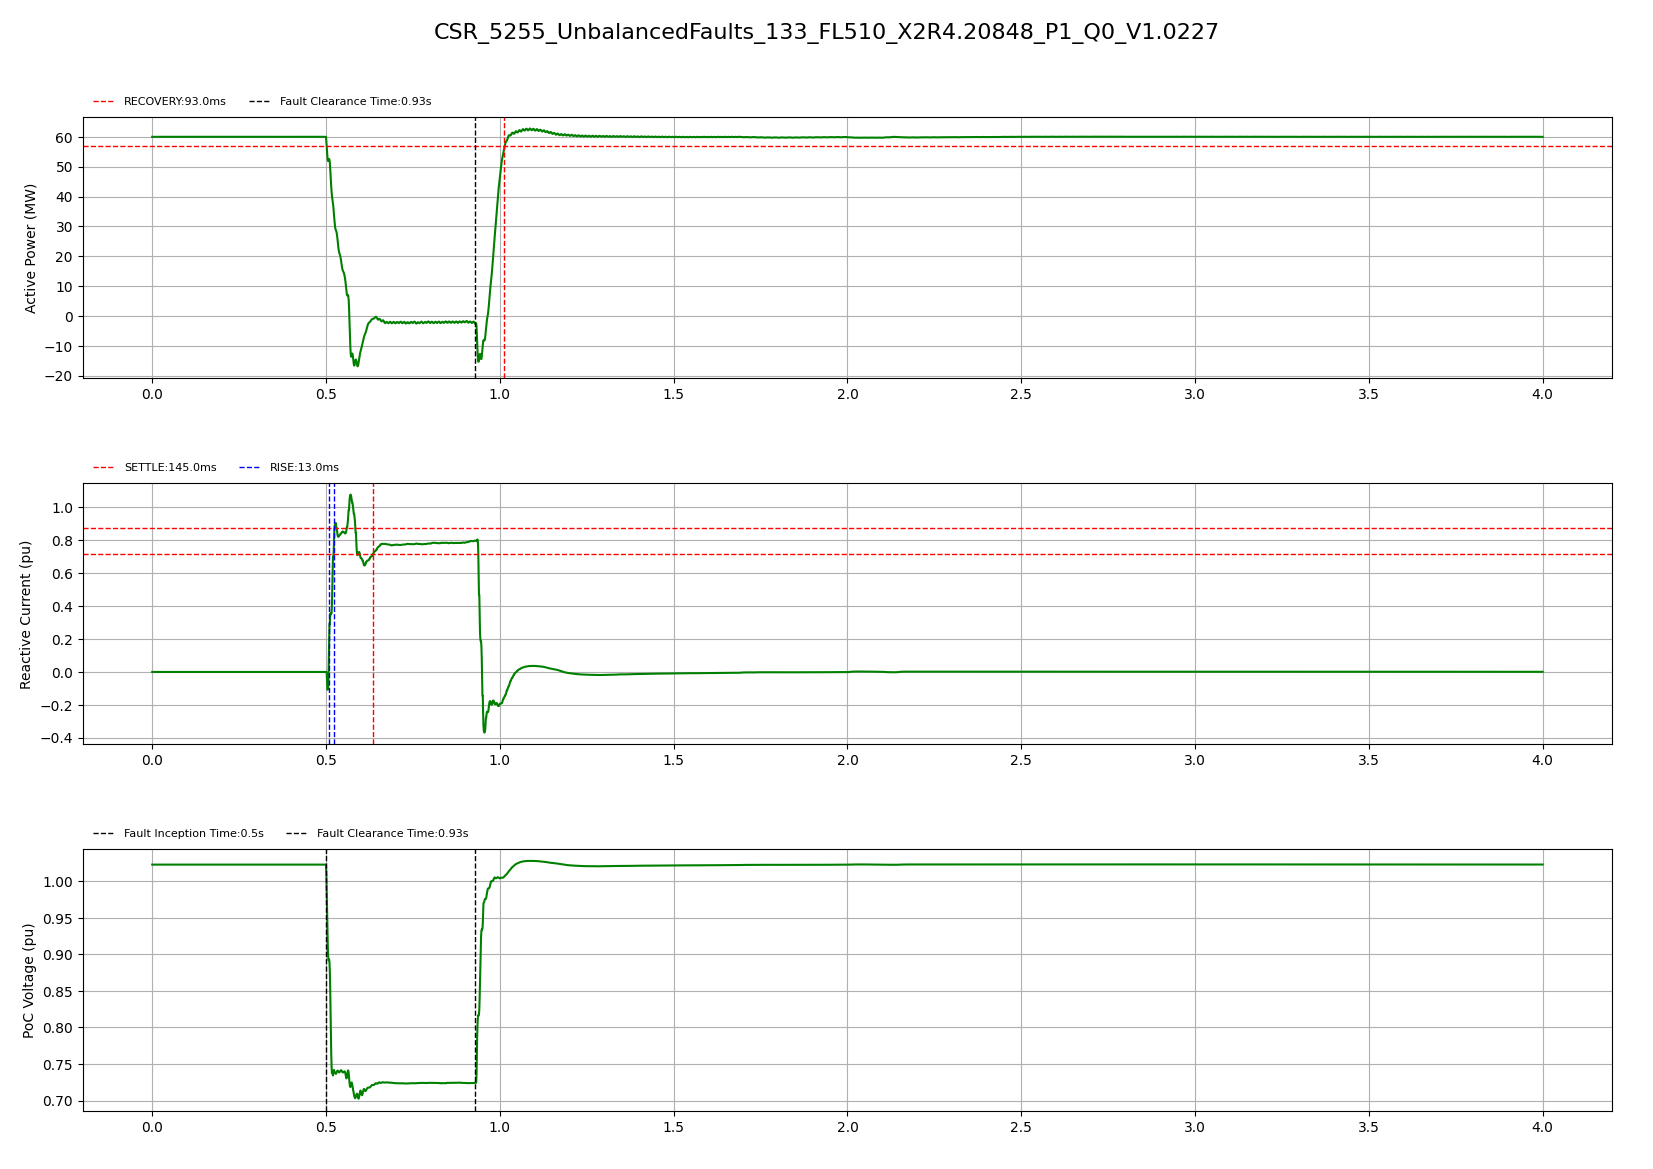 CSR_5255_UnbalancedFaults_133_FL510_X2R4.20848_P1_Q0_V1.0227
RECOVERY:93.0ms Fault Clearance Time:0.93s
Active Power (MW)
60
50
40
30
20
10
0
−10
−20
0.0 0.5 1.0 1.5 2.0 2.5 3.0 3.5 4.0
SETTLE:145.0ms RISE:13.0ms
Reactive Current (pu)
1.0
0.8
0.6
0.4
0.2
0.0
−0.2
−0.4
0.0 0.5 1.0 1.5 2.0 2.5 3.0 3.5 4.0
Fault Inception Time:0.5s Fault Clearance Time:0.93s
PoC Voltage (pu)
1.00
0.95
0.90
0.85
0.80
0.75
0.70
0.0 0.5 1.0 1.5 2.0 2.5 3.0 3.5 4.0